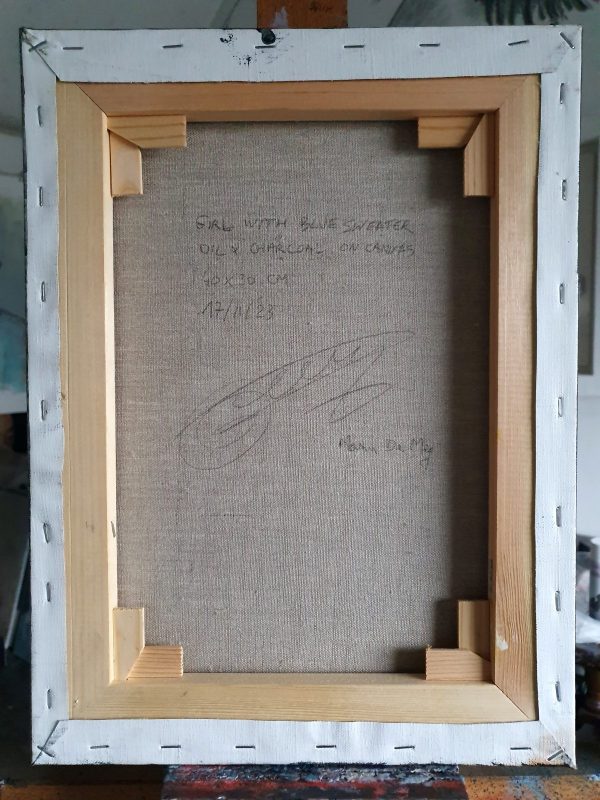 GIRL WITH BLUE SWEATER
OIL & CHARCOAL ON CANVAS
40X30 CM
17/11/23